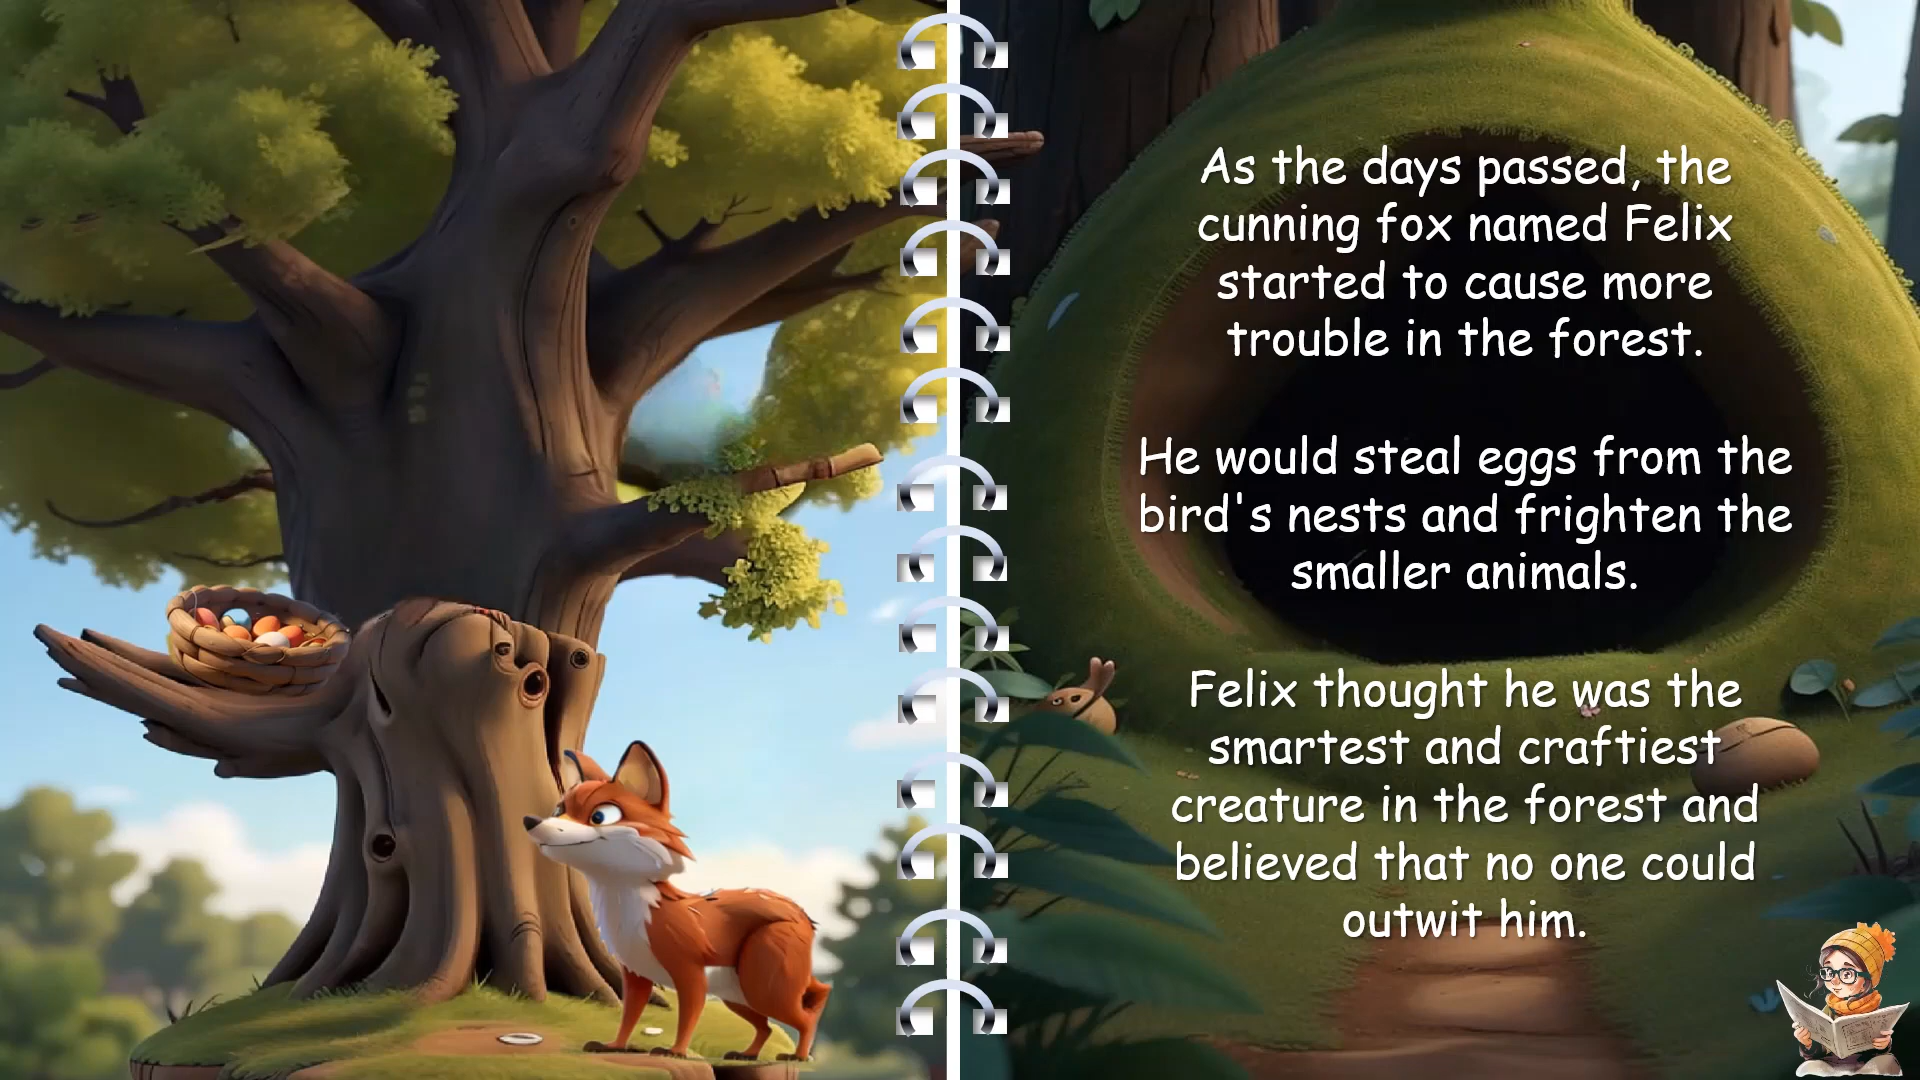 As the days passed, the
cunning fox named Felix
started to cause more
trouble in the forest.
He would steal eggs from the
bird's nests and frighten the
smaller animals.
Felix thought he was the
smartest and craftiest
creature in the forest and
believed that no one could
outwit him.